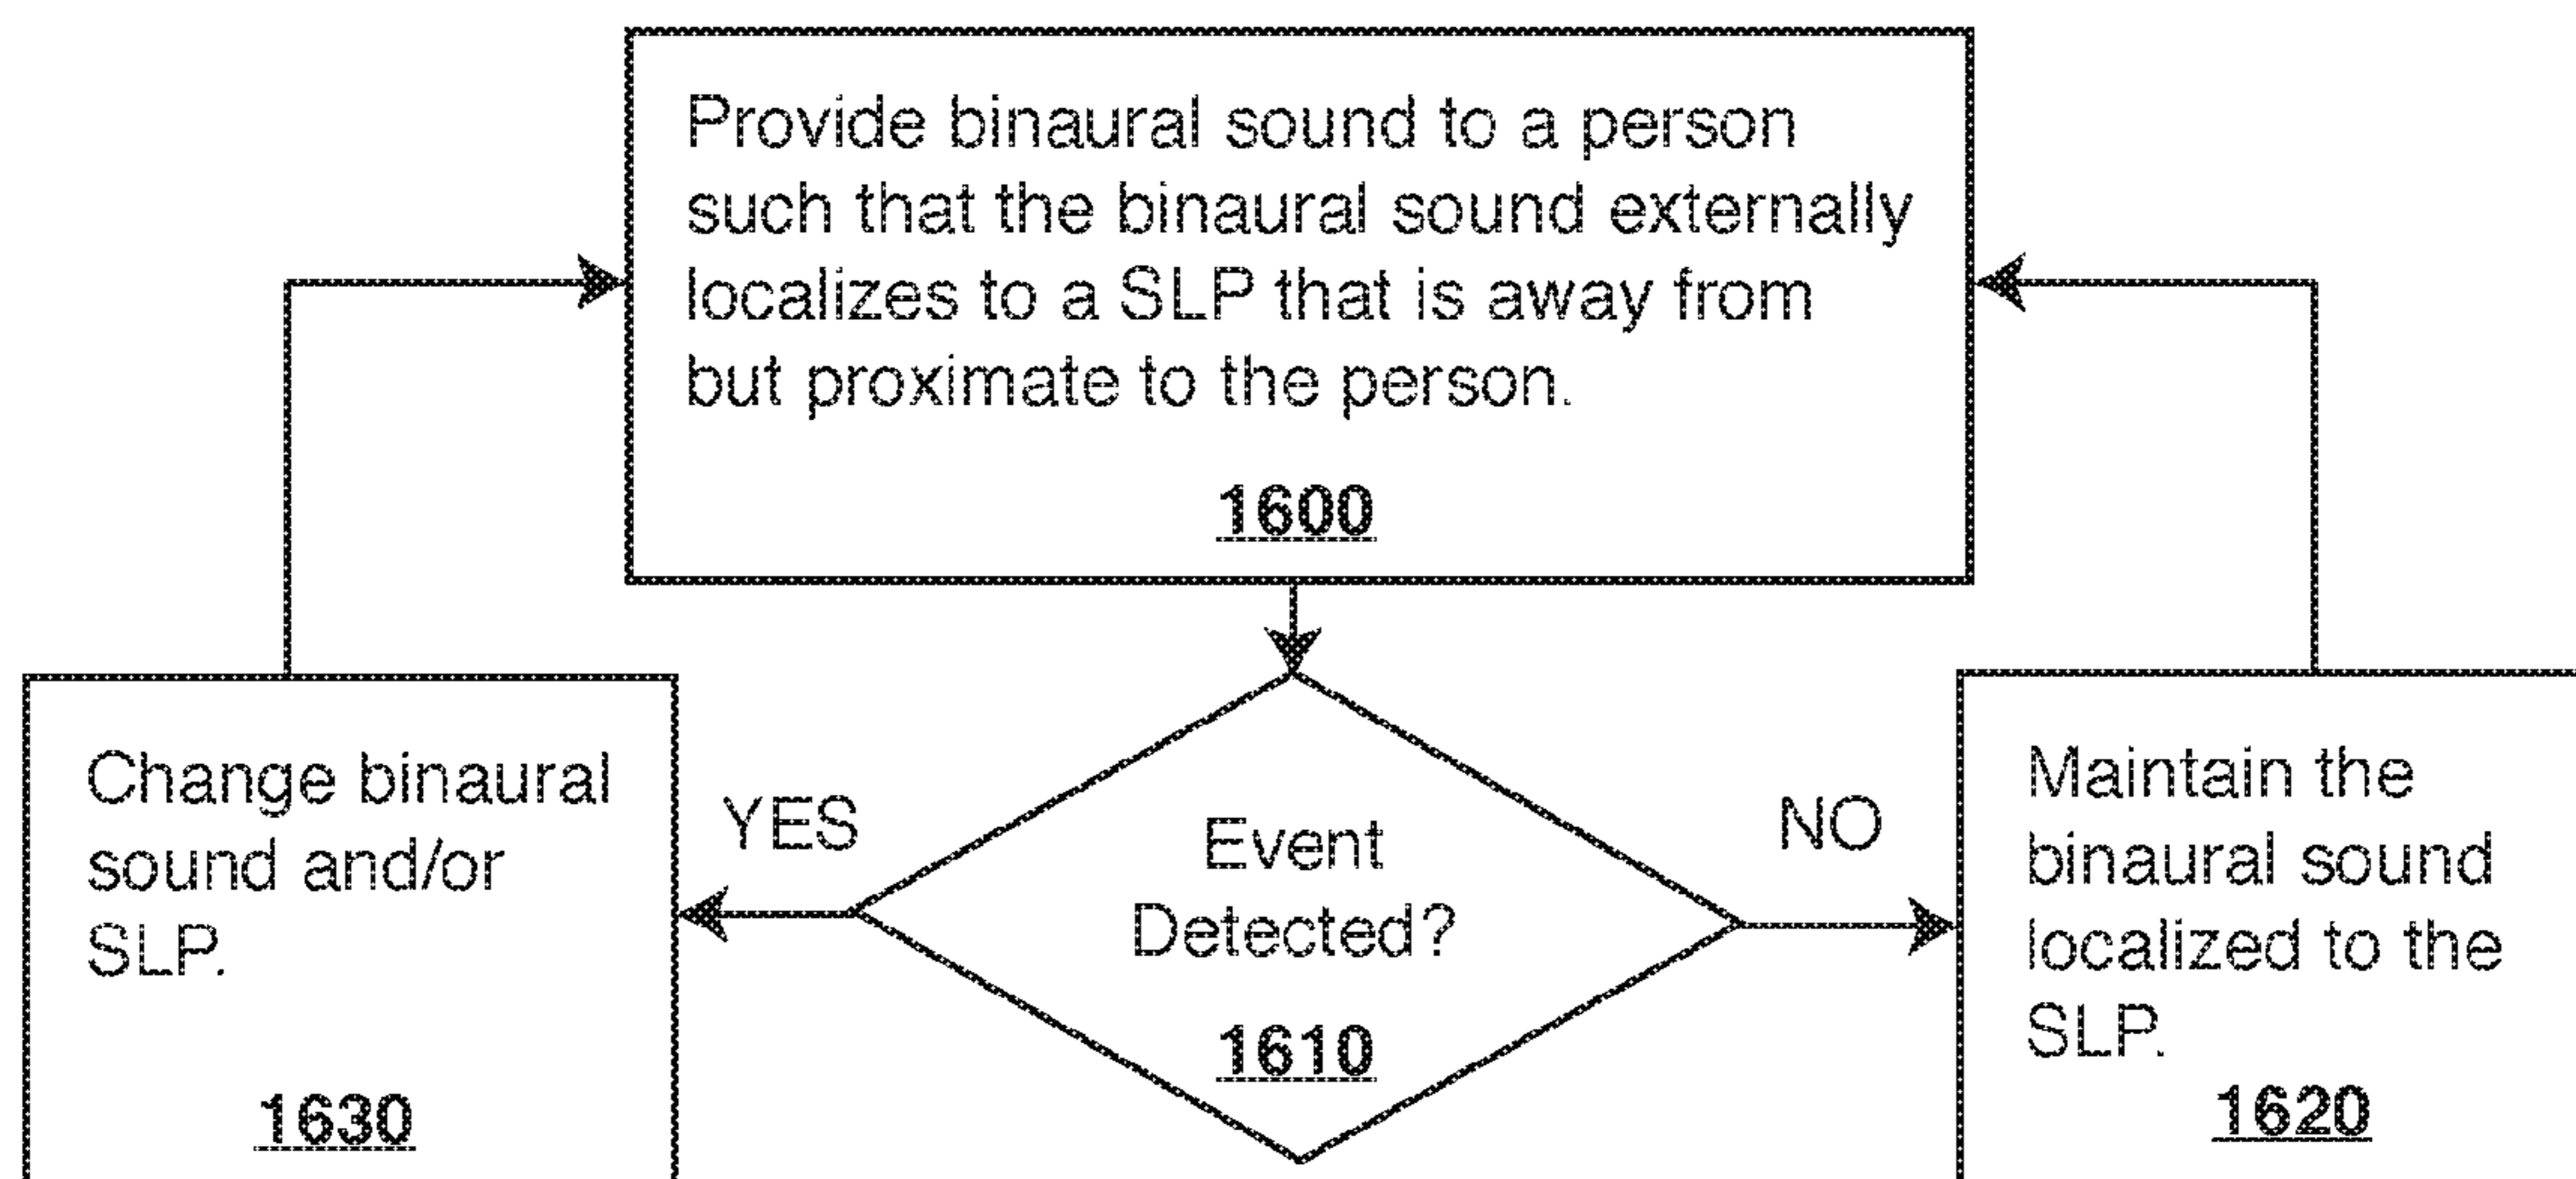 Provide binaural sound to a person
such that the binaural sound externally
localizes to a SLP that is away from
but proximate to the person.
1600
Change binaural
sound and/or
SLP.
1630
YES
Event
Detected?
1610
NO
Maintain the
binaural sound
localized to the
SLP.
1620